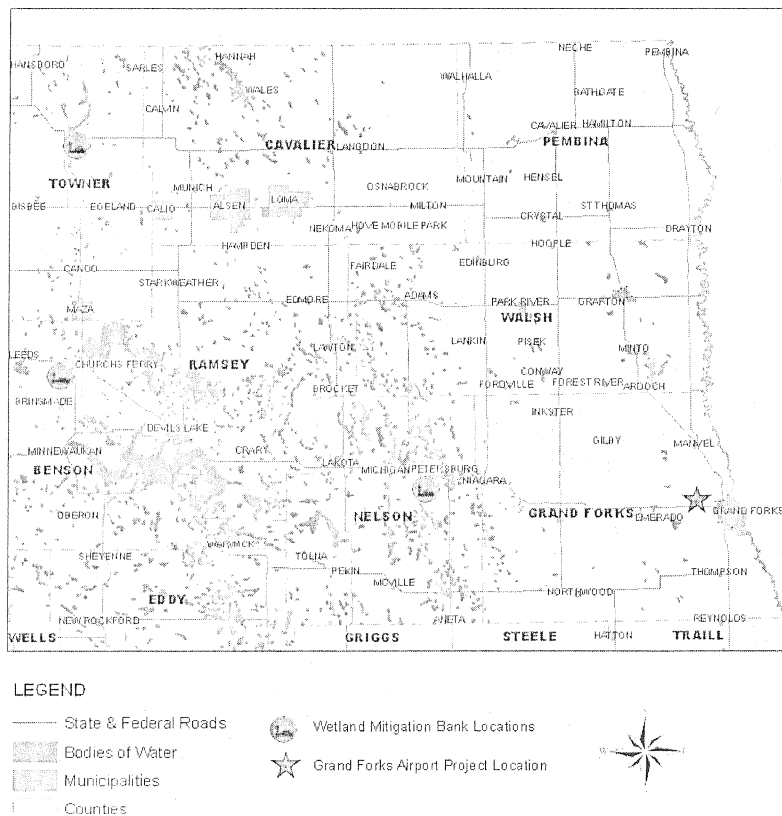 NECHE
HANSBORO SARLES HANNAH WALHALLA PEMBINA
WALES BATHGATE
CALVIN
CAVALIER HAMILTON
CAVALIER LANGDON PEMBINA
TOWNER MUNICH OSNABROCK MOUNTAIN HENSEL
BISBEE EGELAND CALIO ALSEN LOMA MILTON ST THOMAS
CRYSTAL
NEKOMA HOVE MOBILE PARK DRAYTON
HAMPDEN HOOPLE
CANDO FAIRDALE EDINBURG
STARKWEATHER
EDMORE ADAMS PARK RIVER GRAFTON
MAZA WALSH
LEEDS LAWTON LANKIN PISEK MINTO
CHURCHS FERRY RAMSEY
CONWAY
BRINSMADE BROCKET FORDVILLE FOREST RIVER ARDOCH
INKSTER
DEVILS LAKE
MINNEWAUKAN CRARY GILBY MANVEL
BENSON LAKOTA MICHIGAN PETERSBURG
NIAGARA
OBERON NELSON GRAND FORKS EMERADO GRAND FORKS
SHEYENNE WARWICK TOLNA
PEKIN MCVILLE THOMPSON
EDDY NORTHWOOD
NEW ROCKFORD ANETA REYNOLDS
WELLS GRIGGS STEELE HATTON TRAILL
LEGEND
State & Federal Roads
Bodies of Water
Municipalities
Counties
Wetland Mitigation Bank Locations
Grand Forks Airport Project Location
N
W E
S